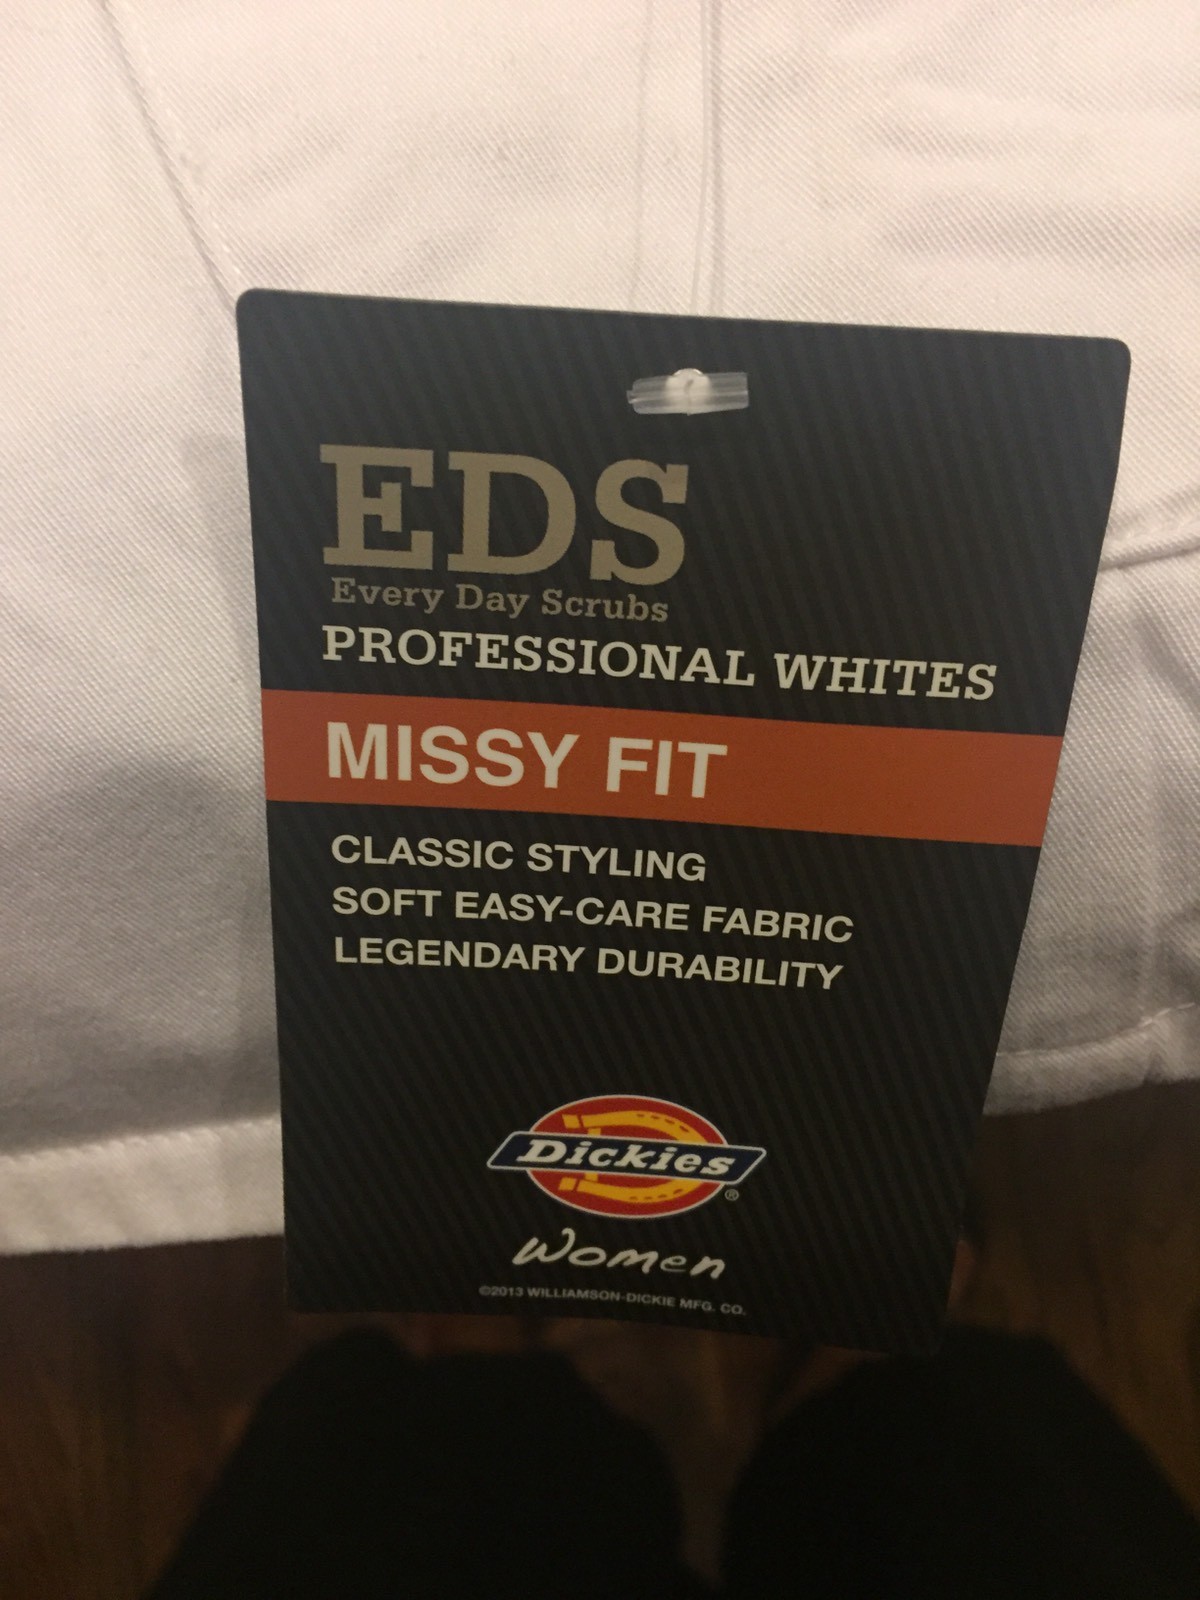 EDS
Every Day Scrubs
PROFESSIONAL WHITES
MISSY FIT
CLASSIC STYLING
SOFT EASY-CARE FABRIC
LEGENDARY DURABILITY
Dickies®
Women
©2013 WILLIAMSON-DICKIE MFG. CO.